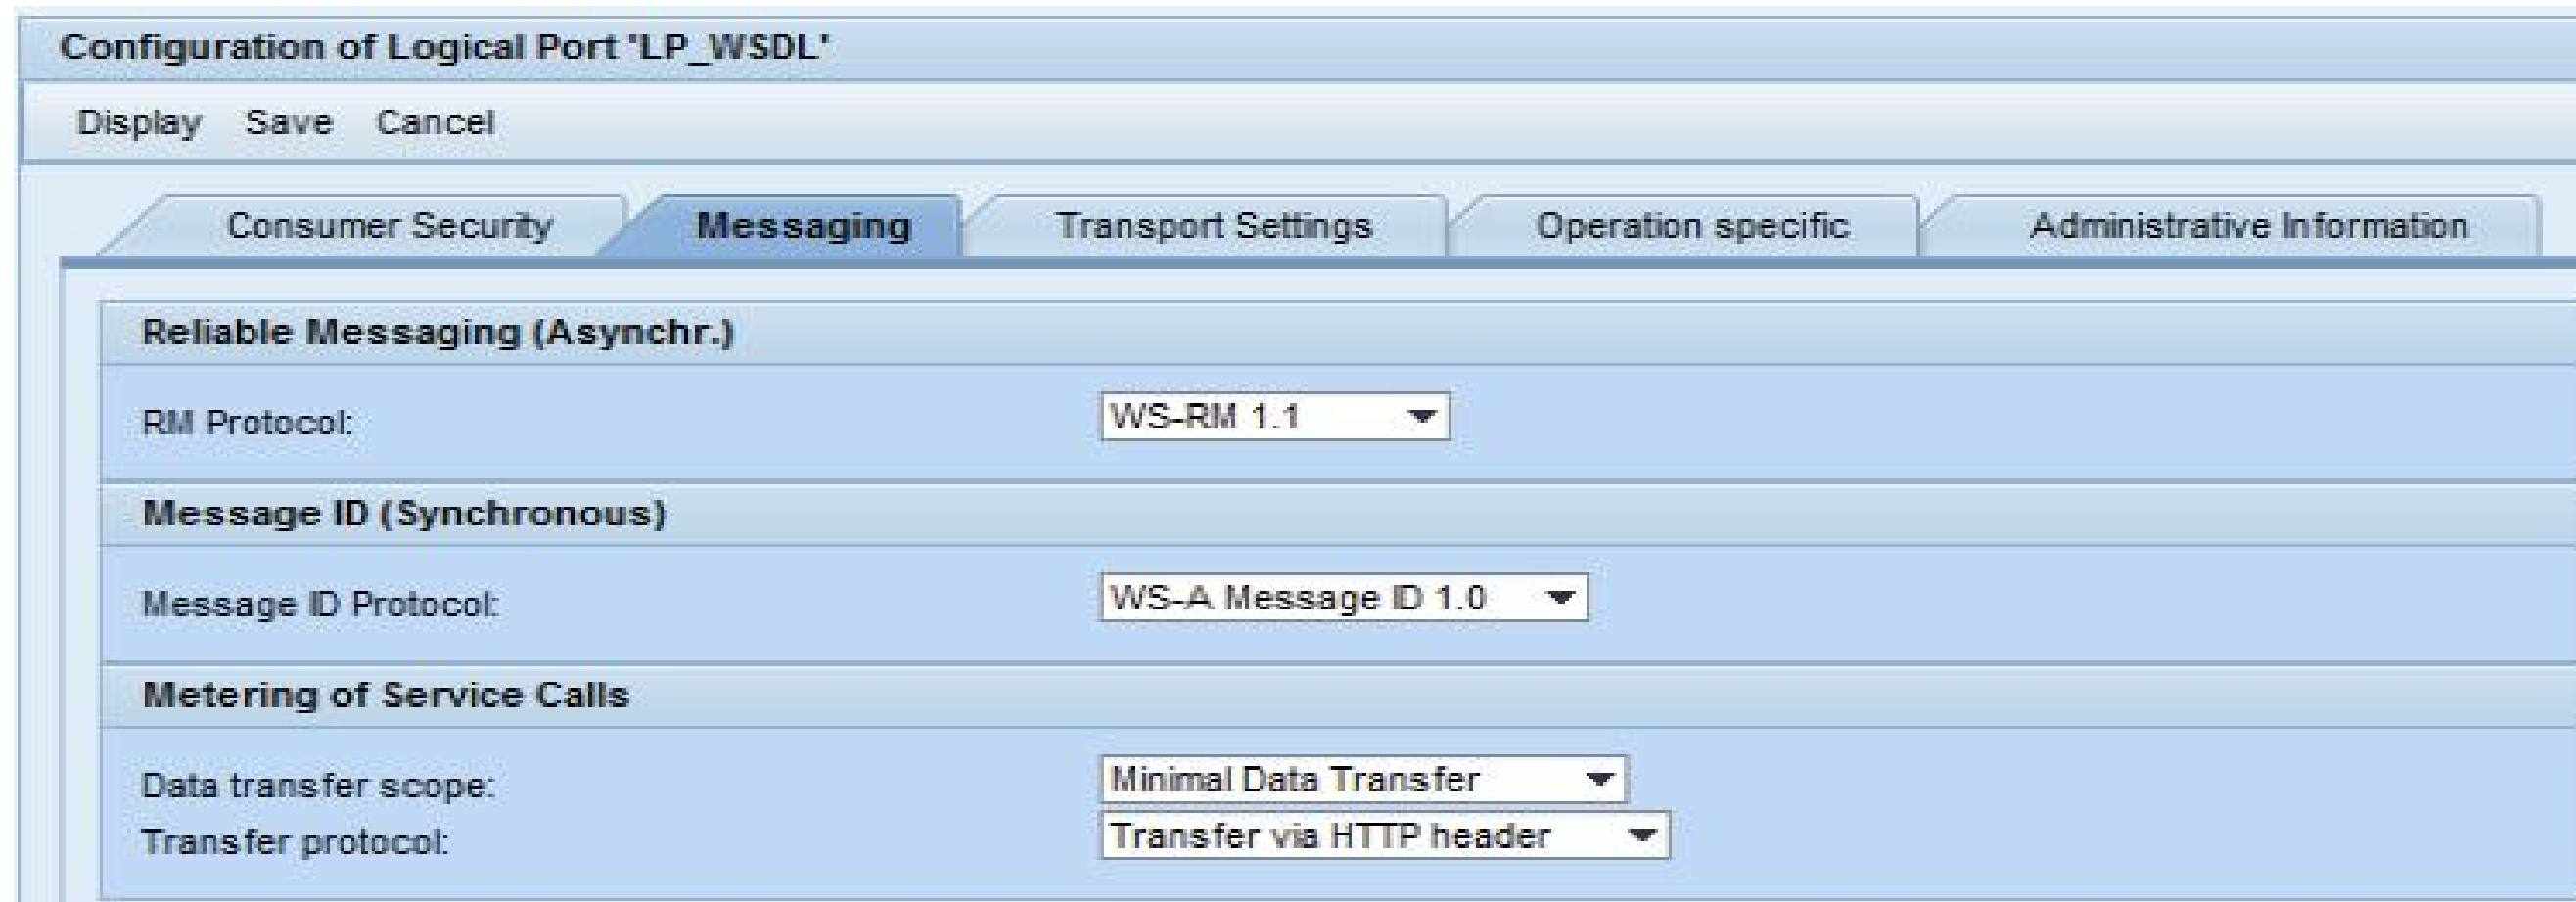 Configuration of Logical Port 'LP_WSDL'
Display Save Cancel
Consumer Security Messaging Transport Settings Operation specific Administrative Information
Reliable Messaging (Asynchr.)
RM Protocol: WS-RM 1.1
Message ID (Synchronous)
Message ID Protocol: WS-A Message ID 1.0
Metering of Service Calls
Data transfer scope: Minimal Data Transfer
Transfer protocol: Transfer via HTTP header